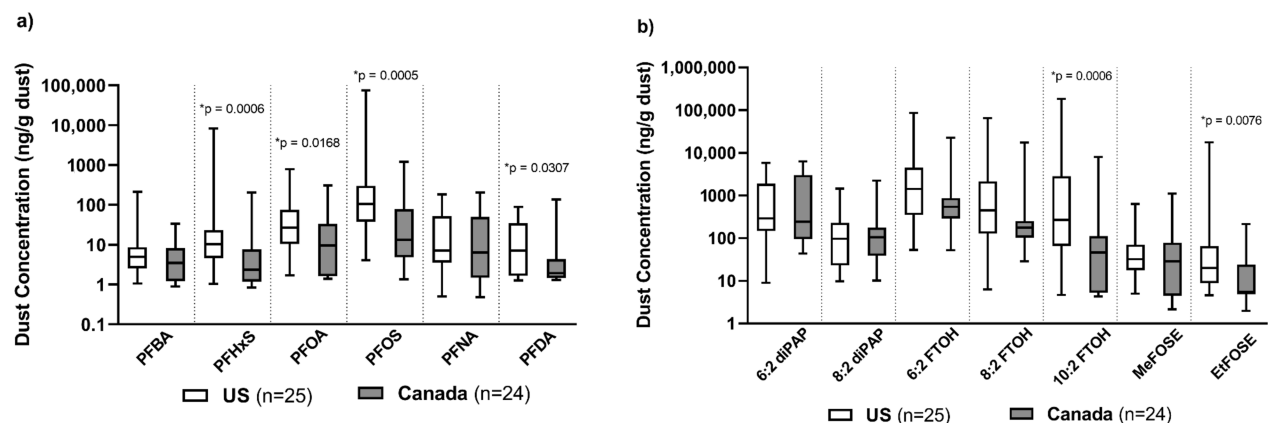 a)
Dust Concentration (ng/g dust)
100,000
10,000
1000
100
10
1
0.1
*p = 0.0006
*p = 0.0168
*p = 0.0005
*p = 0.0307
PFBA
PFHxS
PFOA
PFOS
PFNA
PFDA
US (n=25)
Canada (n=24)
b)
Dust Concentration (ng/g dust)
1,000,000
100,000
10,000
1000
100
10
1
*p = 0.0006
*p = 0.0076
6:2 diPAP
8:2 diPAP
6:2 FTOH
8:2 FTOH
10:2 FTOH
MeFOSE
EtFOSE
US (n=25)
Canada (n=24)